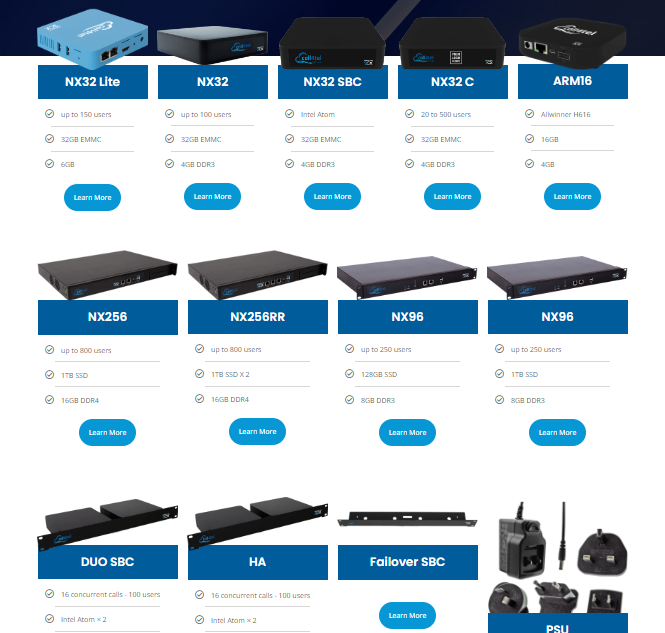 NX32 Lite
NX32
NX32 SBC
NX32 C
ARM16
up to 150 users
up to 100 users
Intel Atom
20 to 500 users
Allwinner H616
32GB EMMC
32GB EMMC
32GB EMMC
32GB EMMC
16GB
6GB
4GB DDR3
4GB DDR3
4GB DDR3
4GB
Learn More
Learn More
Learn More
Learn More
Learn More
NX256
NX256RR
NX96
NX96
up to 800 users
up to 800 users
up to 250 users
up to 250 users
1TB SSD
1TB SSD X 2
128GB SSD
1TB SSD
16GB DDR4
16GB DDR4
8GB DDR3
8GB DDR3
Learn More
Learn More
Learn More
Learn More
DUO SBC
HA
Failover SBC
PSU
16 concurrent calls - 100 users
16 concurrent calls - 100 users
Learn More
Intel Atom × 2
Intel Atom × 2